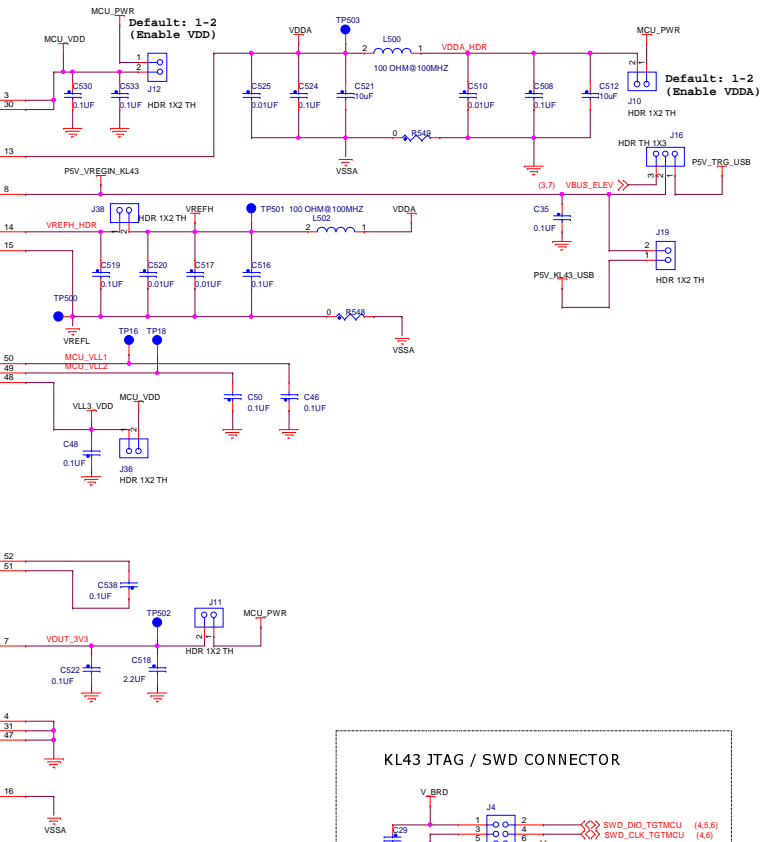 MCU_PWR
Default: 1-2
(Enable VDD)
MCU_VDD
1
2
J12
HDR 1X2 TH
3
30
C530
0.1UF
C533
0.1UF
13
TP503
VDDA
L500
2
1
100 OHM@100MHZ
VDDA_HDR
MCU_PWR
2
1
J10
HDR 1X2 TH
Default: 1-2
(Enable VDDA)
C525
0.01UF
C524
0.1UF
C521
10uF
C510
0.01UF
C508
0.1UF
C512
10uF
0
R549
VSSA
J16
HDR TH 1X3
3
2
1
P5V_TRG_USB
(3,7)
VBUS_ELEV
P5V_VREGIN_KL43
8
C35
0.1UF
J19
2
1
HDR 1X2 TH
P5V_KL43_USB
J38
HDR 1X2 TH
1
2
14
VREFH_HDR
VREFH
TP501
100 OHM@100MHZ
L502
2
1
VDDA
15
C519
0.1UF
C520
0.01UF
C517
0.01UF
C516
0.1UF
TP500
VREFL
0
R548
VSSA
TP16
TP18
50
MCU_VLL1
49
MCU_VLL2
48
C50
0.1UF
C46
0.1UF
VLL3_VDD
MCU_VDD
1
2
C48
0.1UF
J36
HDR 1X2 TH
52
51
C538
0.1UF
TP502
J11
MCU_PWR
2
1
HDR 1X2 TH
7
VOUT_3V3
C522
0.1UF
C518
2.2UF
4
31
47
16
VSSA
KL43 JTAG / SWD CONNECTOR
V_BRD
J4
C29
1
2
3
4
5
6
SWD_DIO_TGTMCU
(4,5,6)
SWD_CLK_TGTMCU
(4,6)